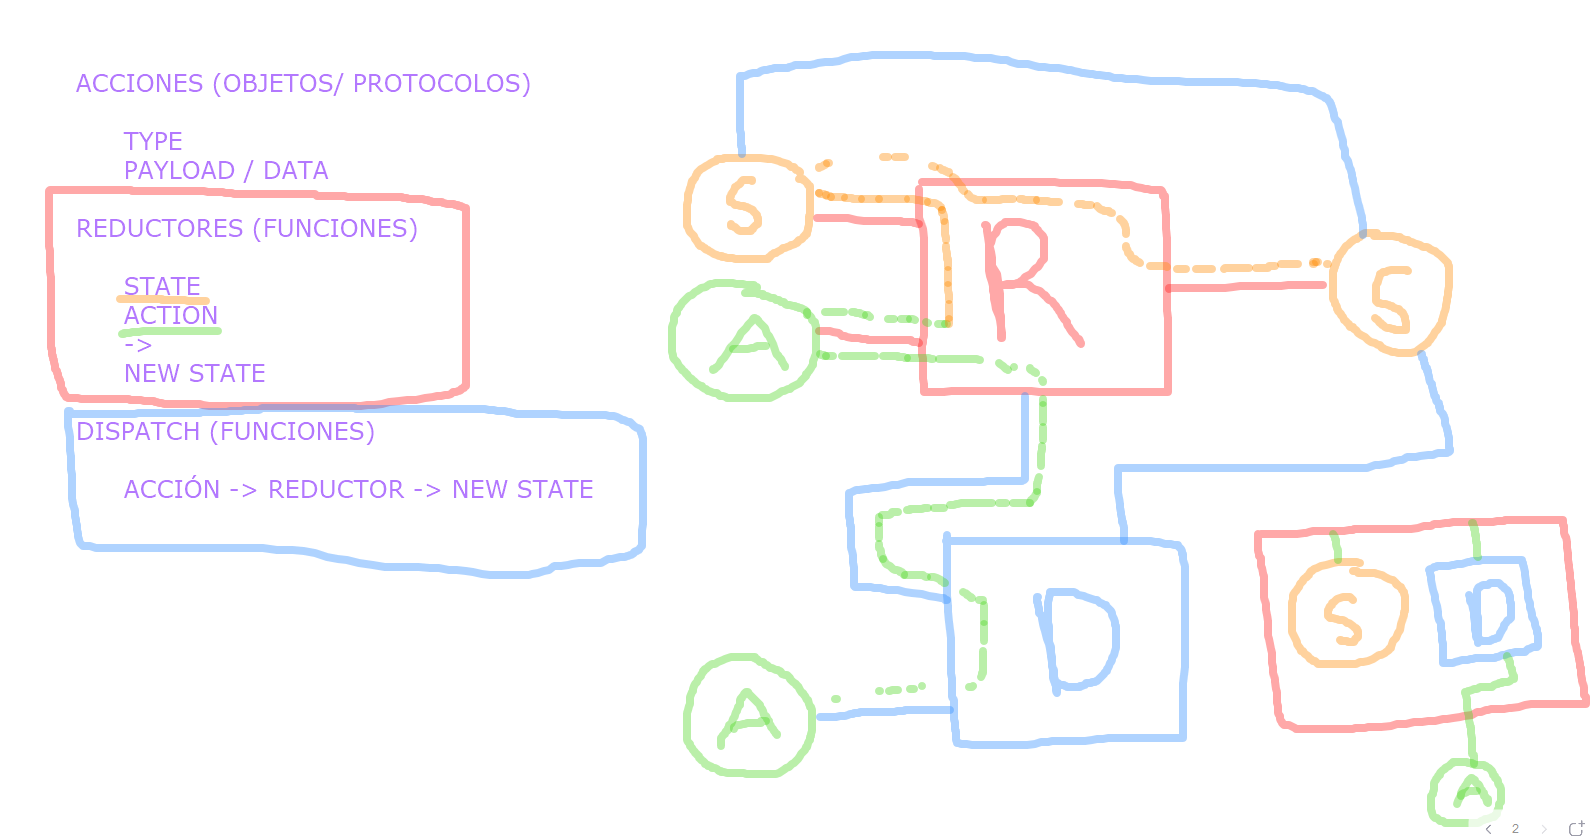 ACCIONES (OBJETOS/ PROTOCOLOS)
TYPE
PAYLOAD / DATA
REDUCTORES (FUNCIONES)
STATE
ACTION
->
NEW STATE
DISPATCH (FUNCIONES)
ACCIÓN -> REDUCTOR -> NEW STATE
S
R
S
A
D
A
S
D
A
2